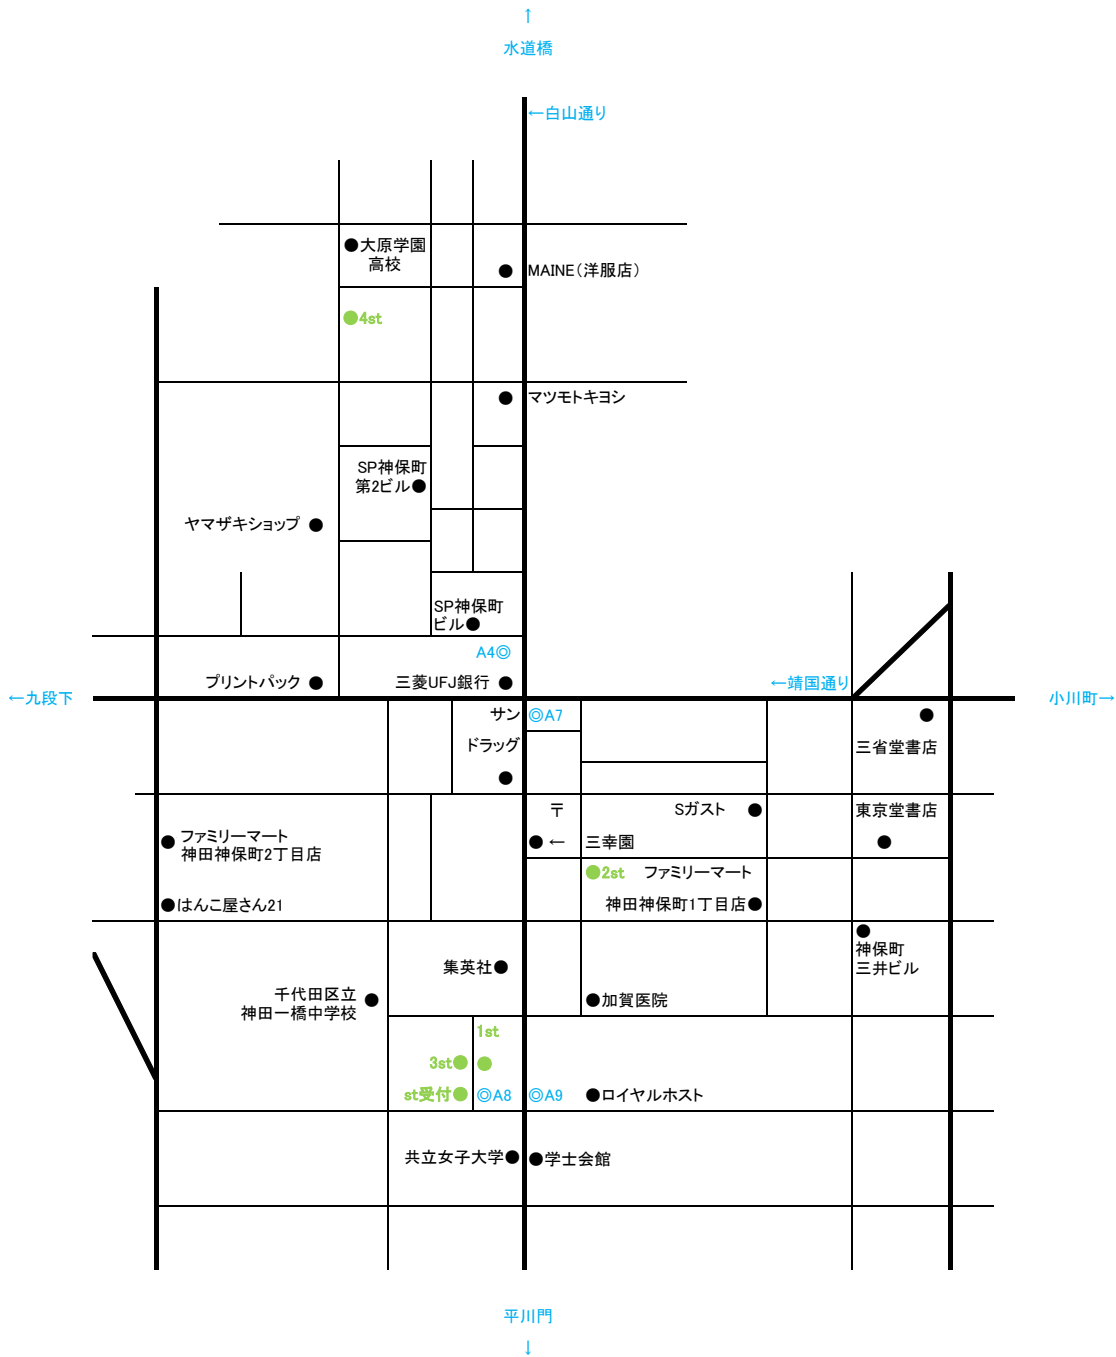 ↑
水道橋
←白山通り
●大原学園
高校
● MAINE(洋服店)
●4st
● マツモトキヨシ
SP神保町
第2ビル●
ヤマザキショップ ●
SP神保町
ビル●
A4◎
プリントパック ●
三菱UFJ銀行 ●
←靖国通り
←九段下
小川町→
サン
ドラッグ
●
◎A7
●
三省堂書店
〒
● ←
Sガスト ●
三幸園
東京堂書店
●
● ファミリーマート
神田神保町2丁目店
●2st ファミリーマート
神田神保町1丁目店●
●はんこ屋さん21
●
神保町
三井ビル
集英社●
千代田区立 ●
神田一橋中学校
●加賀医院
1st
●
3st●
st受付●
◎A8
◎A9
●ロイヤルホスト
共立女子大学●
●学士会館
平川門
↓